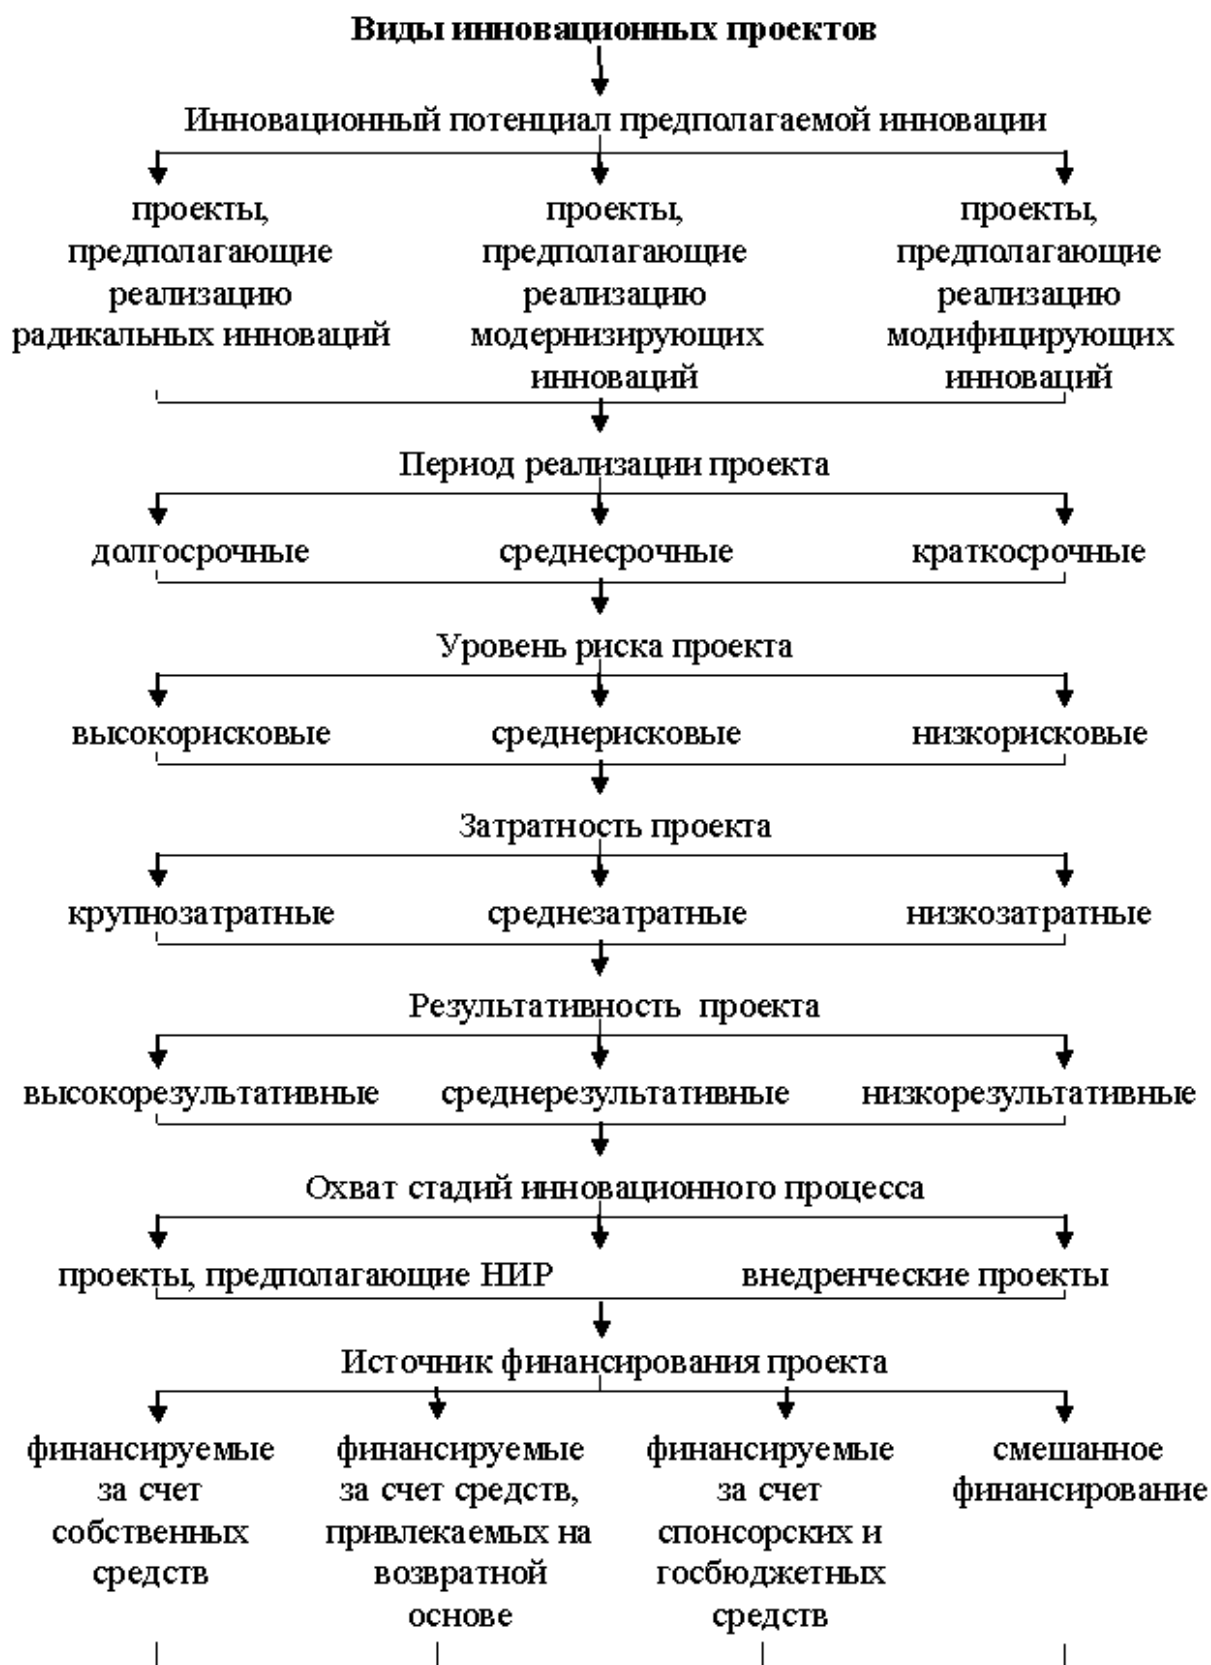 Виды инновационных проектов
Инновационный потенциал предполагаемой инновации
проекты,
предполагающие
реализацию
радикальных инноваций
проекты,
предполагающие
реализацию
модернизирующих
инноваций
проекты,
предполагающие
реализацию
модифицирующих
инноваций
Период реализации проекта
долгосрочные
среднесрочные
краткосрочные
Уровень риска проекта
высокорисковые
среднерисковые
низкорисковые
Затратность проекта
крупнозатратные
среднезатратные
низкозатратные
Результативность проекта
высокорезультативные
среднерезультативные
низкорезультативные
Охват стадий инновационного процесса
проекты, предполагающие НИР
внедренческие проекты
Источник финансирования проекта
финансируемые
за счет
собственных
средств
финансируемые
за счет средств,
привлекаемых на
возвратной
основе
финансируемые
за счет
спонсорских и
госбюджетных
средств
смешанное
финансирование